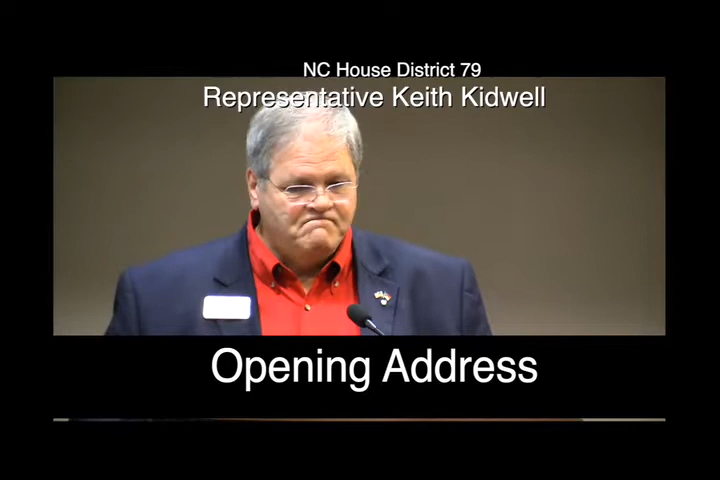 NC House District 79
Representative Keith Kidwell
Opening Address